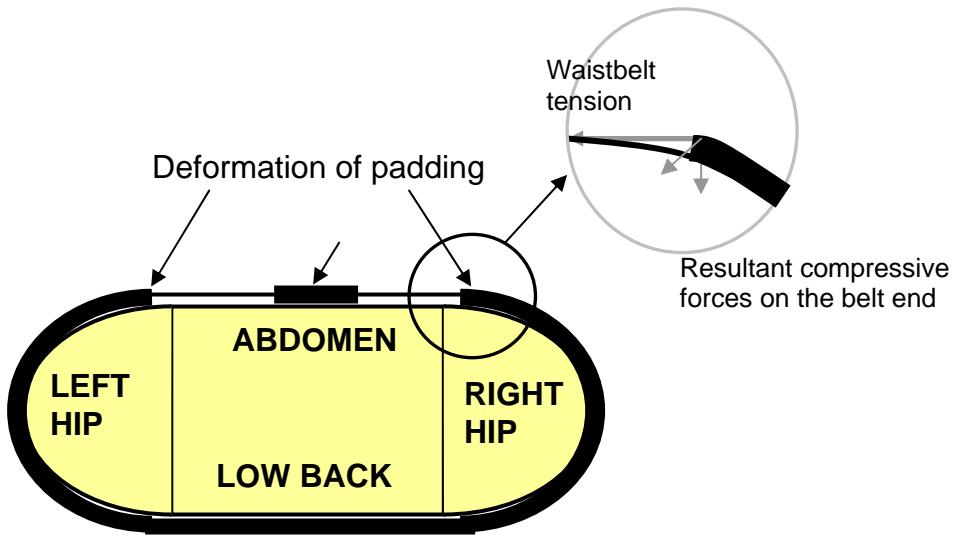 Waistbelt
tension
Deformation of padding
Resultant compressive
forces on the belt end
ABDOMEN
LEFT
HIP
RIGHT
HIP
LOW BACK